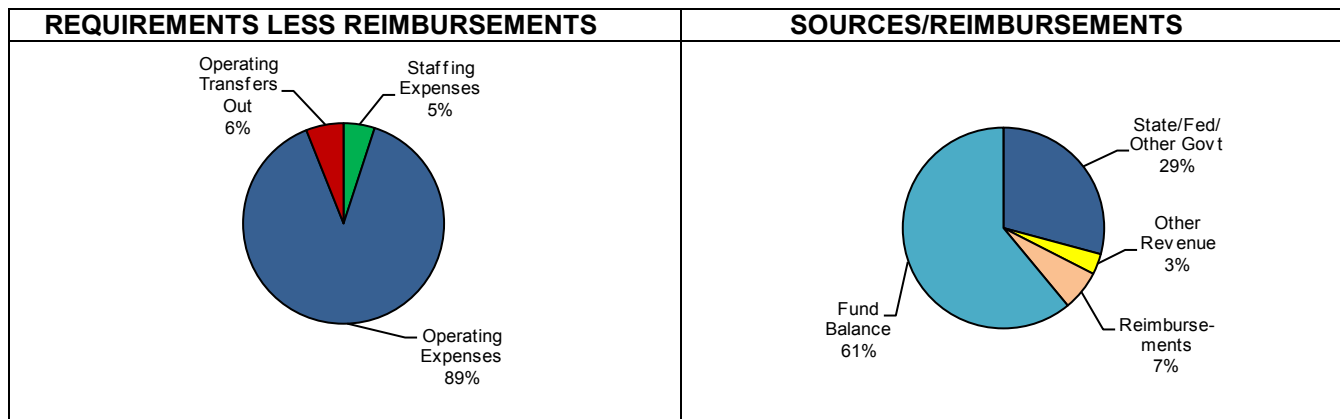 REQUIREMENTS LESS REIMBURSEMENTS
Operating
Transfers
Out
6%
Staffing
Expenses
5%
Operating
Expenses
89%
SOURCES/REIMBURSEMENTS
State/Fed/
Other Govt
29%
Other
Revenue
3%
Reimburse-
ments
7%
Fund
Balance
61%